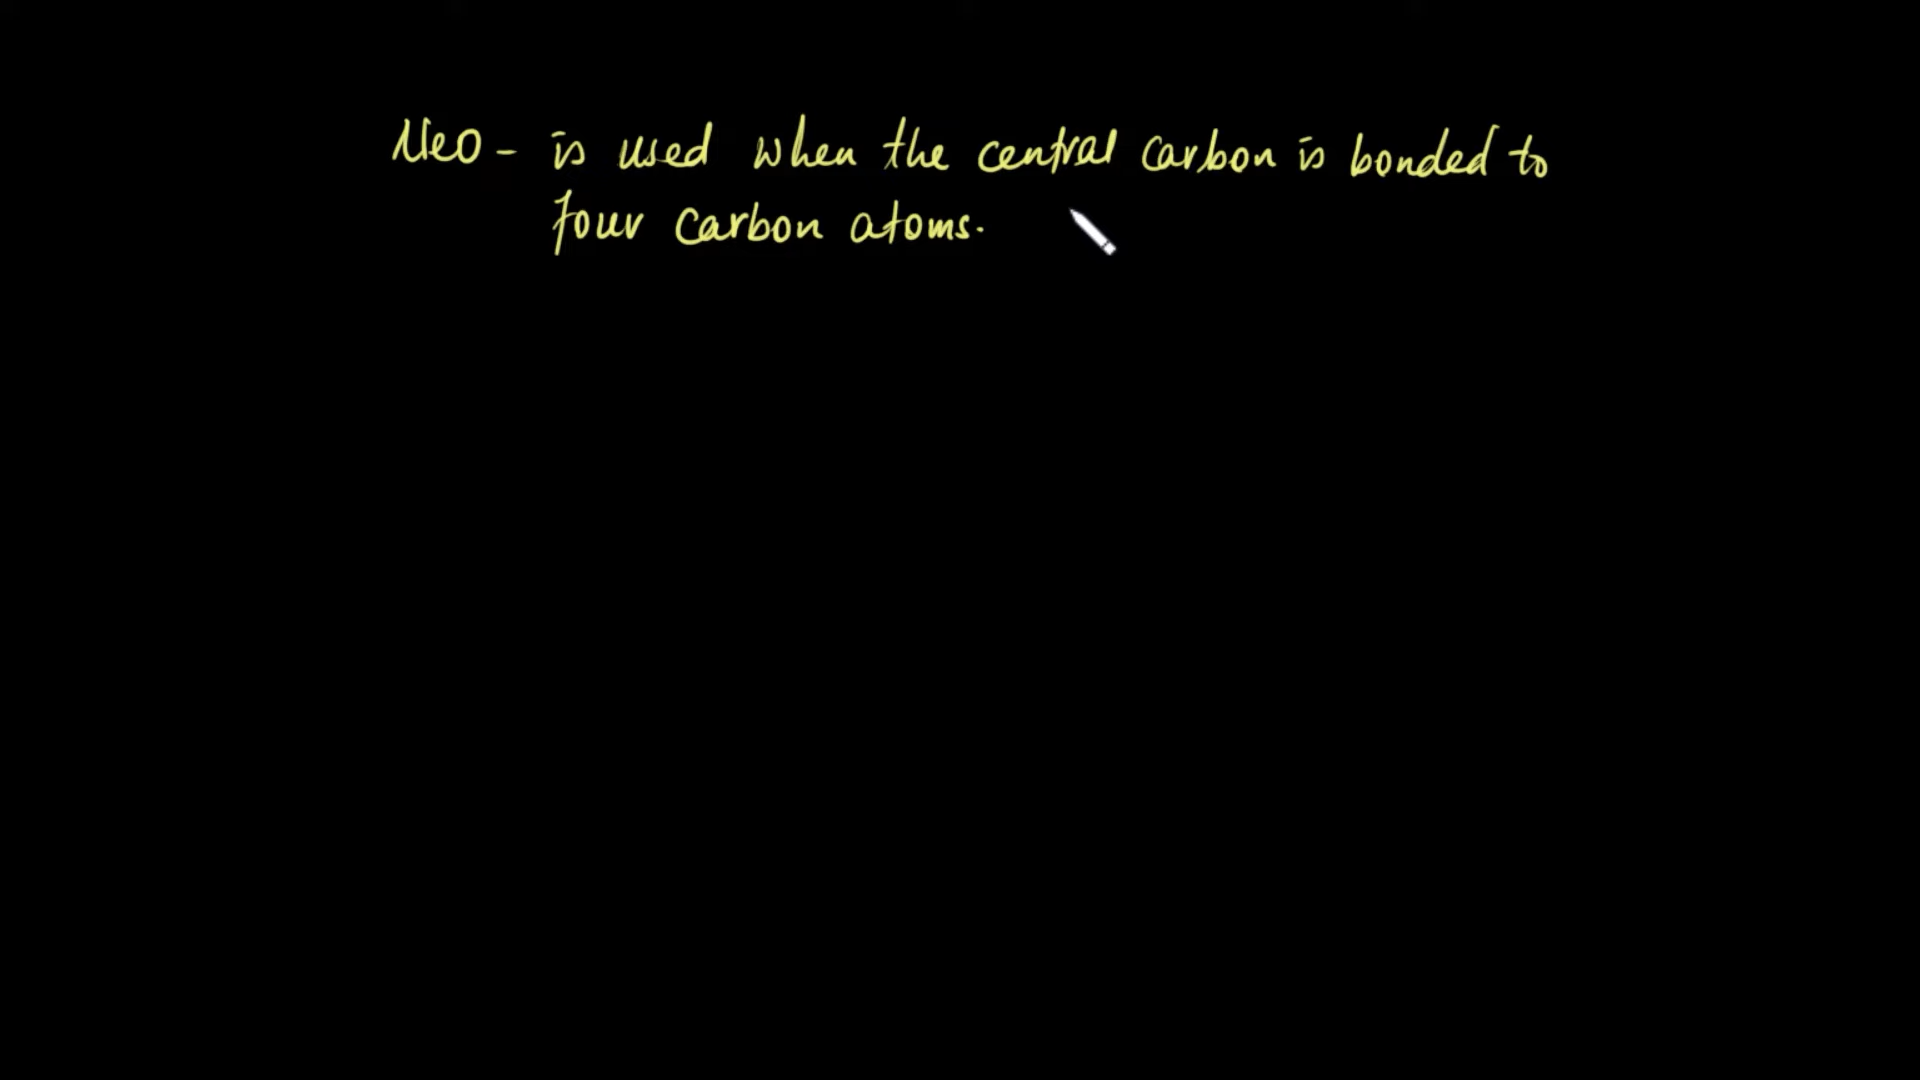 Neo - is used when the central carbon is bonded to
four carbon atoms.